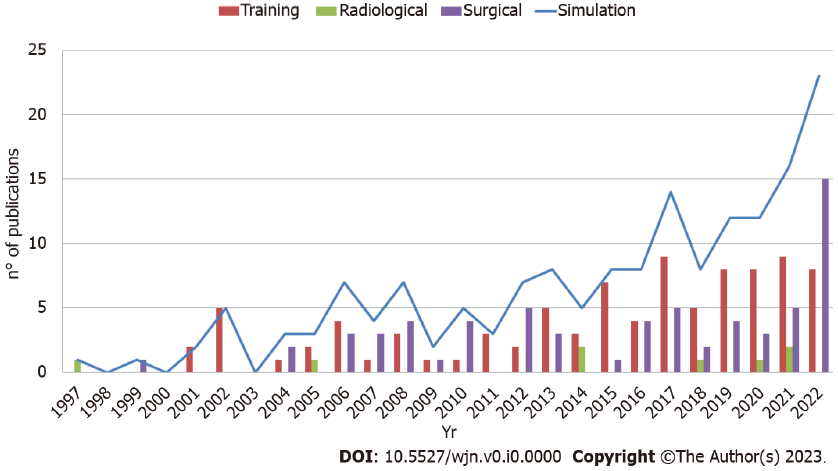 Training Radiological Surgical Simulation
25
20
15
10
5
0
n° of publications
1997 1998 1999 2000 2001 2002 2003 2004 2005 2006 2007 2008 2009 2010 2011 2012 2013 2014 2015 2016 2017 2018 2019 2020 2021 2022
Yr
DOI: 10.5527/wjn.v0.i0.0000 Copyright ©The Author(s) 2023.